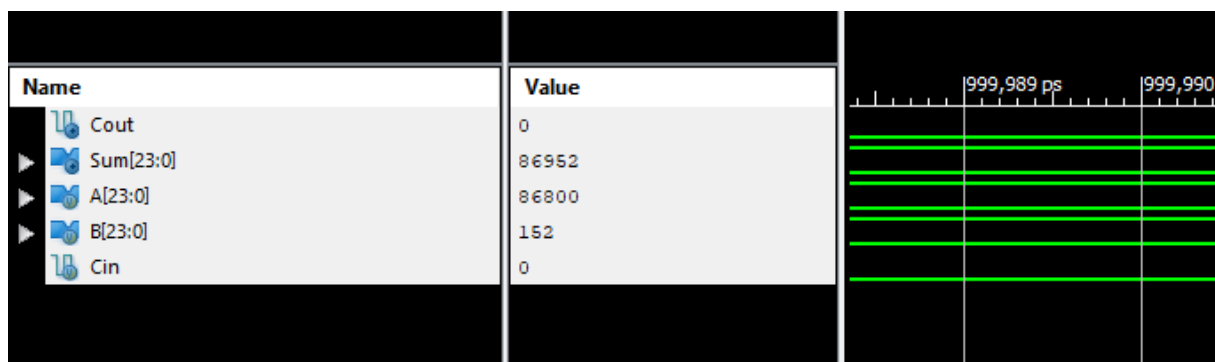 Name Value
999,989 ps 999,990
Cout 0
Sum[23:0] 86952
A[23:0] 86800
B[23:0] 152
Cin 0